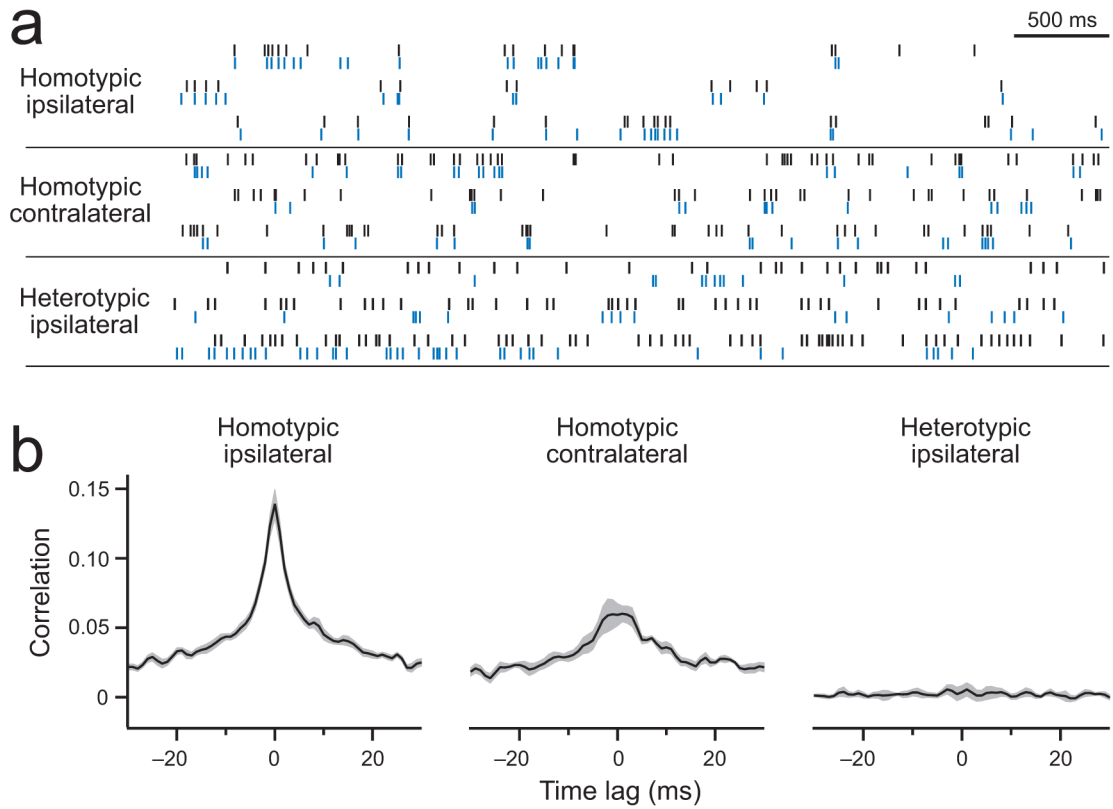 a
500 ms
Homotypic
ipsilateral
Homotypic
contralateral
Heterotypic
ipsilateral
b
Homotypic
ipsilateral
Homotypic
contralateral
Heterotypic
ipsilateral
Correlation
0.15
0.10
0.05
0
–20
0
20
–20
0
20
–20
0
20
Time lag (ms)